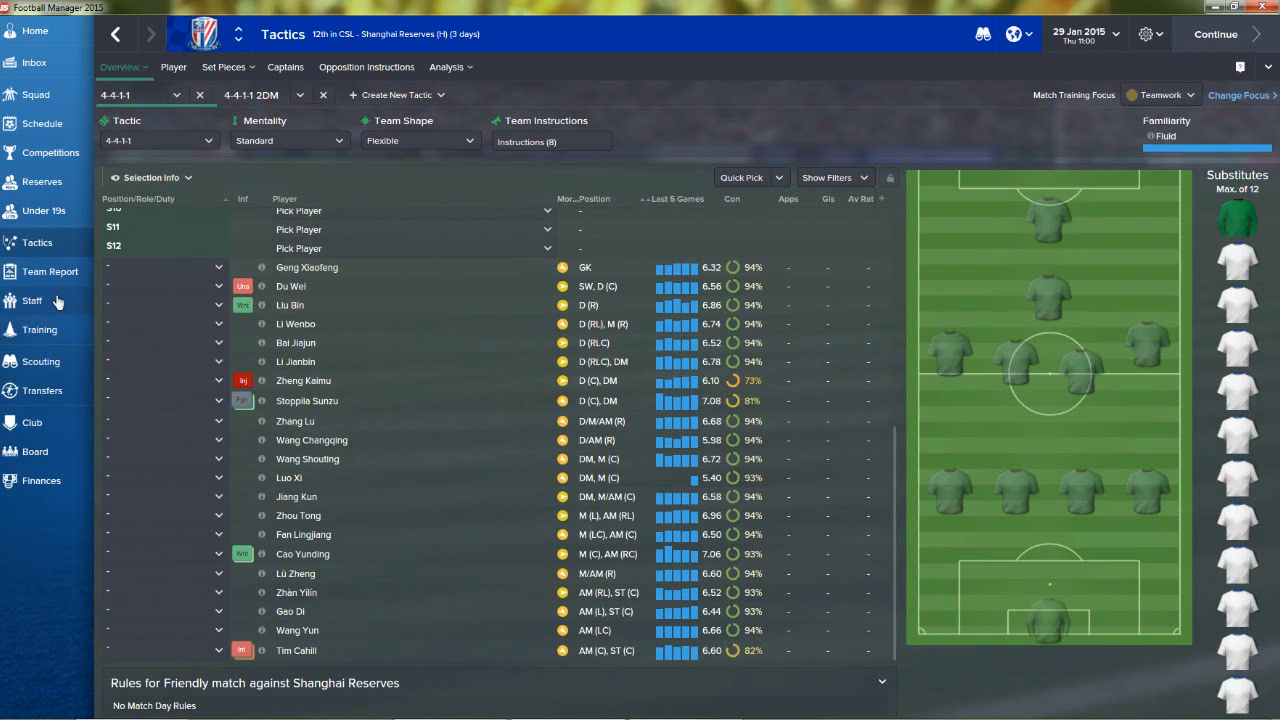 Football Manager 2015
Home
Inbox
Squad
Schedule
Competitions
Reserves
Under 19s
Tactics
Team Report
Staff
Training
Scouting
Transfers
Club
Board
Finances
Tactics 12th in CSL - Shanghai Reserves (H) (3 days)
29 Jan 2015
Thu 11:00
Continue
Overview Player Set Pieces Captains Opposition Instructions Analysis
4-4-1-1 4-4-1-1 2DM + Create New Tactic
Match Training Focus Teamwork Change Focus >
Tactic Mentality Team Shape Team Instructions
4-4-1-1 Standard Flexible Instructions (8)
Familiarity
Fluid
Selection Info Quick Pick Show Filters
Position/Role/Duty Inf Player Mor... Position Last 5 Games Con Apps Gls Av Rat +
S10 Pick Player -
S11 Pick Player -
S12 Pick Player -
- Geng Xiaofeng GK 6.32 94% - - -
- Una Du Wei SW, D (C) 6.56 94% - - -
- Wnt Liu Bin D (R) 6.86 94% - - -
- Li Wenbo D (RL), M (R) 6.74 94% - - -
- Bai Jiajun D (RLC) 6.52 94% - - -
- Li Jianbin D (RLC), DM 6.78 94% - - -
- Inj Zheng Kaimu D (C), DM 6.10 73% - - -
- Fgn Stoppila Sunzu D (C), DM 7.08 81% - - -
- Zhang Lu D/M/AM (R) 6.68 94% - - -
- Wang Changqing D/AM (R) 5.98 94% - - -
- Wang Shouting DM, M (C) 6.72 94% - - -
- Luo Xi DM, M (C) 5.40 93% - - -
- Jiang Kun DM, M/AM (C) 6.58 94% - - -
- Zhou Tong M (L), AM (RL) 6.96 94% - - -
- Fan Lingjiang M (LC), AM (C) 6.50 94% - - -
- Wnt Cao Yunding M (C), AM (RC) 7.06 93% - - -
- Lü Zheng M/AM (R) 6.60 94% - - -
- Zhàn Yilín AM (RL), ST (C) 6.52 93% - - -
- Gao Di AM (L), ST (C) 6.44 93% - - -
- Wang Yun AM (LC) 6.66 94% - - -
- Int Tim Cahill AM (C), ST (C) 6.60 82% - - -
Substitutes
Max. of 12
Rules for Friendly match against Shanghai Reserves
No Match Day Rules